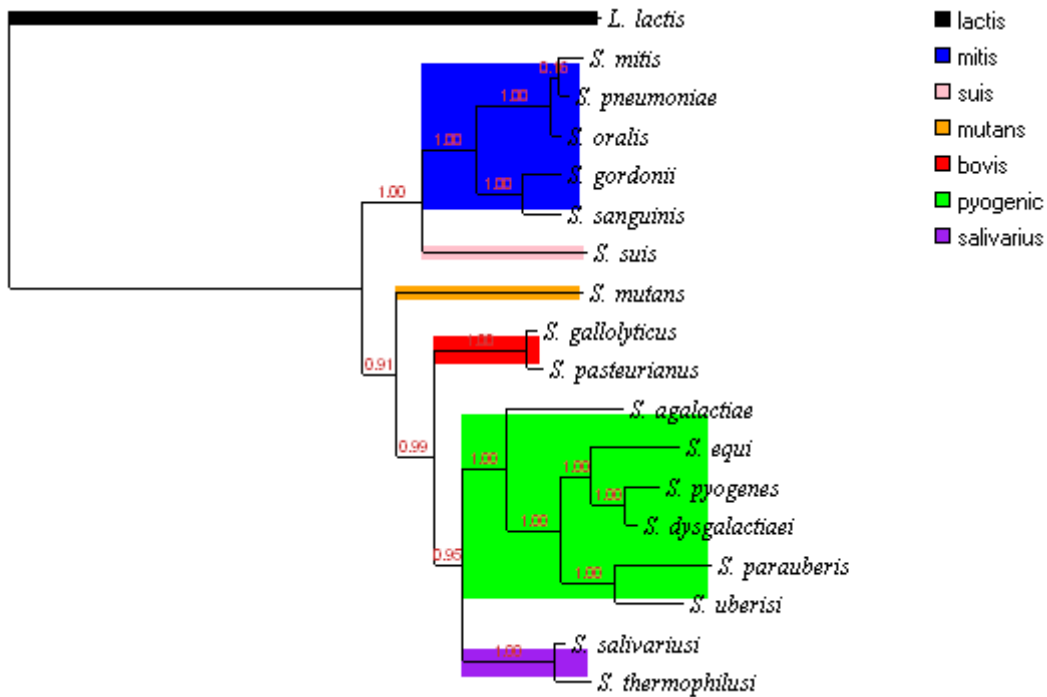 L. lactis
lactis
S. mitis
mitis
0.16
1.00
S. pneumoniae
suis
1.00
S. oralis
mutans
S. gordonii
bovis
1.00
1.00
S. sanguinis
pyogenic
S. suis
salivarius
S. mutans
S. gallolyticus
1.00
0.91
S. pasteurianus
S. agalactiae
0.99
S. equi
1.00
1.00
S. pyogenes
1.00
S. dysgalactiaei
1.00
0.95
S. parauberis
1.00
S. uberisi
S. salivariusi
1.00
S. thermophilusi